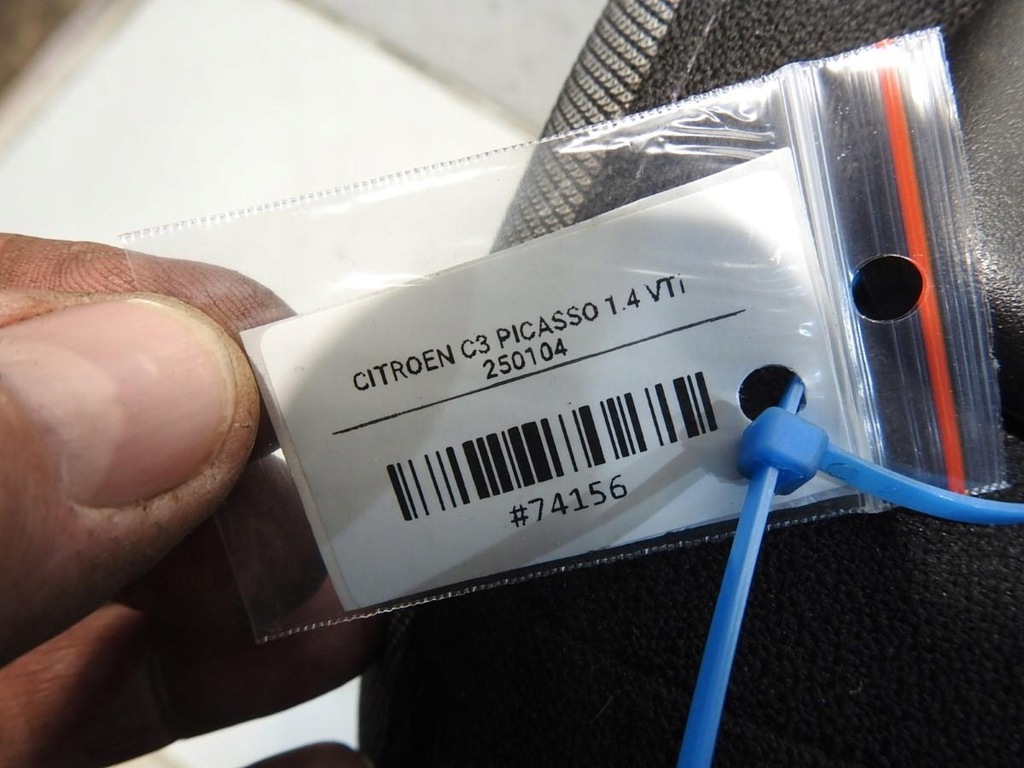 CITROEN C3 PICASSO 1.4 VTi
250104
#74156